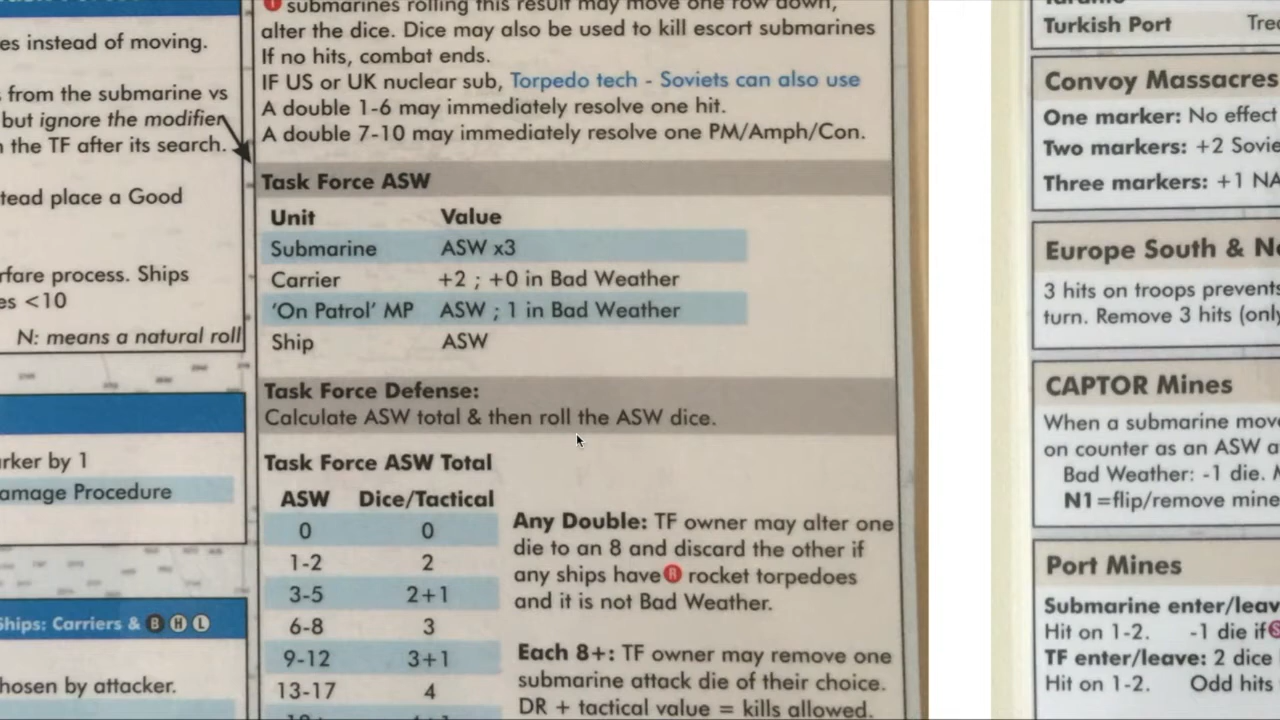 es instead of moving.
s from the submarine vs
but ignore the modifier
n the TF after its search.
tead place a Good
rfare process. Ships
es <10
N: means a natural roll
rker by 1
amage Procedure
Ships: Carriers & B H L
hosen by attacker.
submarines rolling this result may move one row down,
alter the dice. Dice may also be used to kill escort submarines
If no hits, combat ends.
IF US or UK nuclear sub, Torpedo tech - Soviets can also use
A double 1-6 may immediately resolve one hit.
A double 7-10 may immediately resolve one PM/Amph/Con.
Task Force ASW
Unit Value
Submarine ASW x3
Carrier +2 ; +0 in Bad Weather
'On Patrol' MP ASW ; 1 in Bad Weather
Ship ASW
Task Force Defense:
Calculate ASW total & then roll the ASW dice.
Task Force ASW Total
ASW Dice/Tactical
0 0
1-2 2
3-5 2+1
6-8 3
9-12 3+1
13-17 4
Any Double: TF owner may alter one
die to an 8 and discard the other if
any ships have R rocket torpedoes
and it is not Bad Weather.
Each 8+: TF owner may remove one
submarine attack die of their choice.
DR + tactical value = kills allowed.
Turkish Port Tree
Convoy Massacres
One marker: No effect
Two markers: +2 Sovie
Three markers: +1 NA
Europe South & No
3 hits on troops prevents
turn. Remove 3 hits (only
CAPTOR Mines
When a submarine move
on counter as an ASW a
Bad Weather: -1 die.
N1=flip/remove mine
Port Mines
Submarine enter/leav
Hit on 1-2. -1 die if S
TF enter/leave: 2 dice
Hit on 1-2. Odd hits